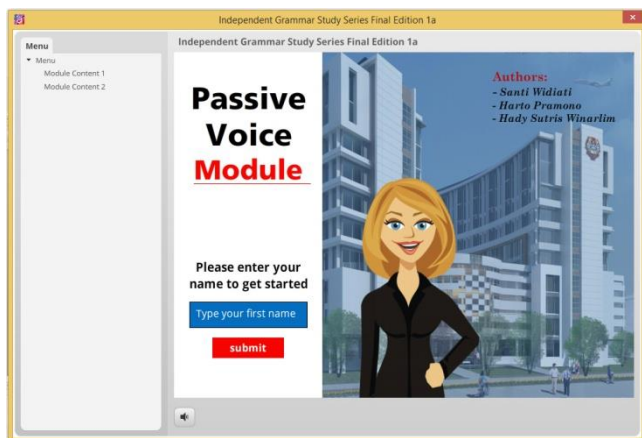 Independent Grammar Study Series Final Edition 1a
Menu
Independent Grammar Study Series Final Edition 1a
Menu
Module Content 1
Module Content 2
Passive
Voice
Module
Authors:
- Santi Widiati
- Harto Pramono
- Hady Sutris Winarlim
Please enter your
name to get started
Type your first name
submit